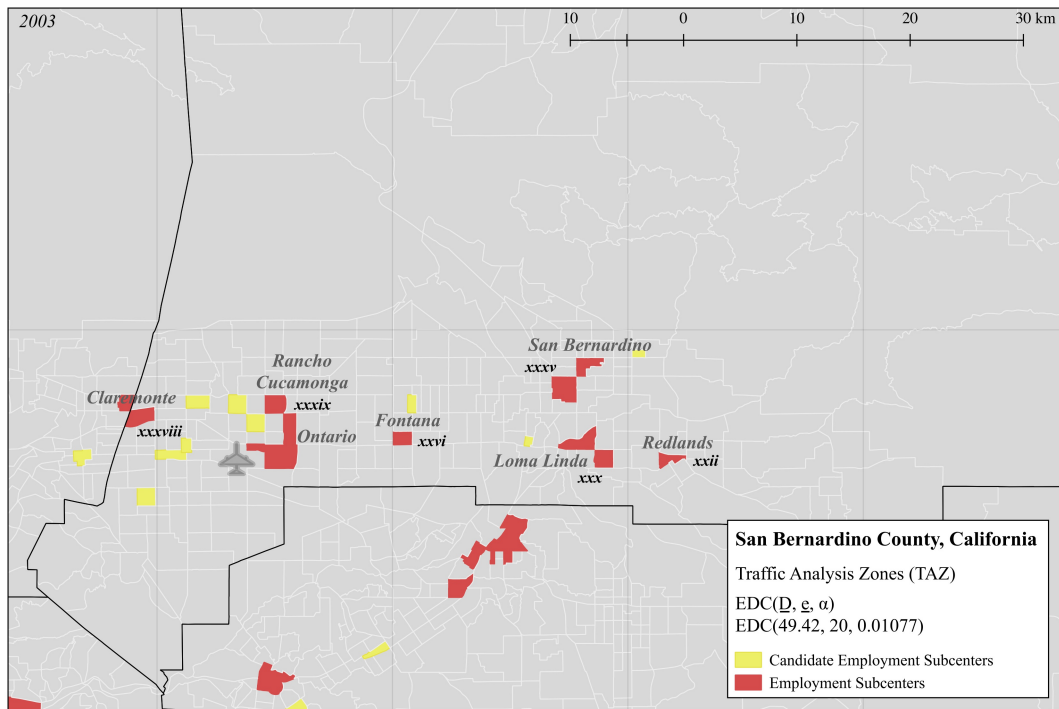 2003
10 0 10 20 30 km
San Bernardino
xxxv
Rancho
Cucamonga
xxxix
Claremonte
xxxviii
Fontana
xxvi
Ontario
Redlands
xxii
Loma Linda
xxx
San Bernardino County, California
Traffic Analysis Zones (TAZ)
EDC(D, e, α)
EDC(49.42, 20, 0.01077)
Candidate Employment Subcenters
Employment Subcenters